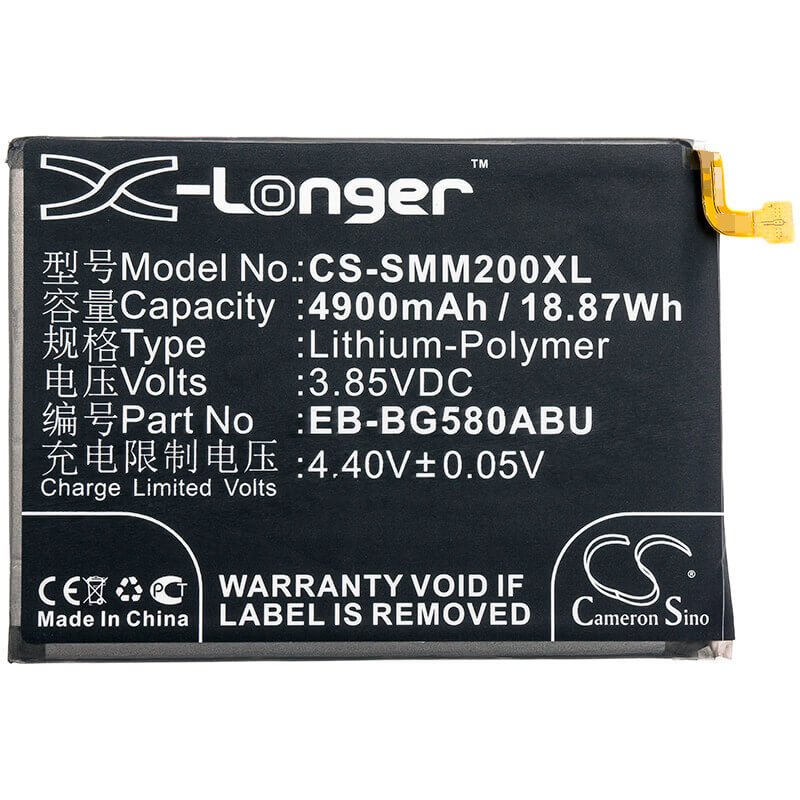 X-Longer™
型号Model No.: CS-SMM200XL
容量Capacity :4900mAh / 18.87Wh
规格Type :Lithium-Polymer
电压Volts :3.85VDC
编号Part No :EB-BG580ABU
充电限制电压 :4.40V±0.05V
Charge Limited Volts
CE PCT
Made In China
WARRANTY VOID IF
LABEL IS REMOVED
CS®
Cameron Sino